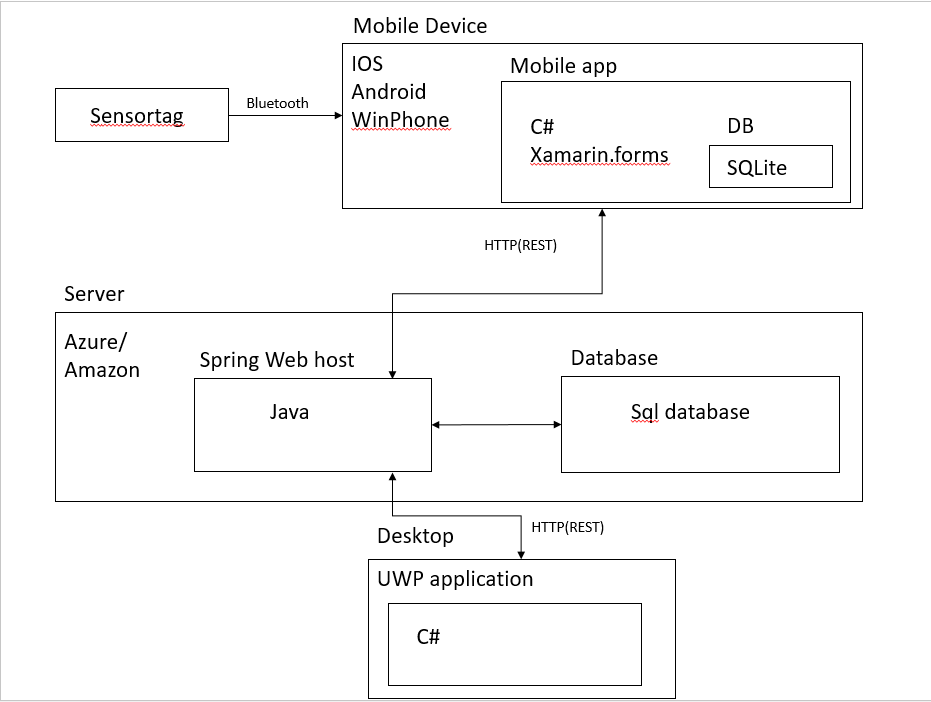 Mobile Device
IOS
Android
WinPhone
Mobile app
C#
Xamarin.forms
DB
SQLite
Sensortag
Bluetooth
HTTP(REST)
Server
Azure/
Amazon
Spring Web host
Java
Database
Sql database
HTTP(REST)
Desktop
UWP application
C#